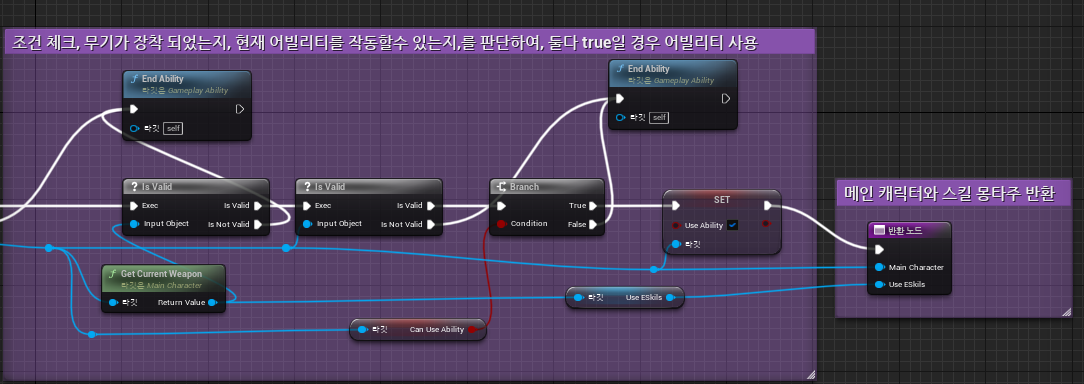 조건 체크, 무기가 장착 되었는지, 현재 어빌리티를 작동할수 있는지,를 판단하여, 둘다 true일 경우 어빌리티 사용
End Ability
타깃은 Gameplay Ability
타깃 self
End Ability
타깃은 Gameplay Ability
타깃 self
Is Valid
Exec Is Valid
Input Object Is Not Valid
Is Valid
Exec Is Valid
Input Object Is Not Valid
Branch
True
Condition False
SET
Use Ability
타깃
메인 캐릭터와 스킬 몽타주 반환
반환 노드
Main Character
Use ESkils
Get Current Weapon
타깃은 Main Character
타깃 Return Value
타깃 Use ESkils
타깃 Can Use Ability